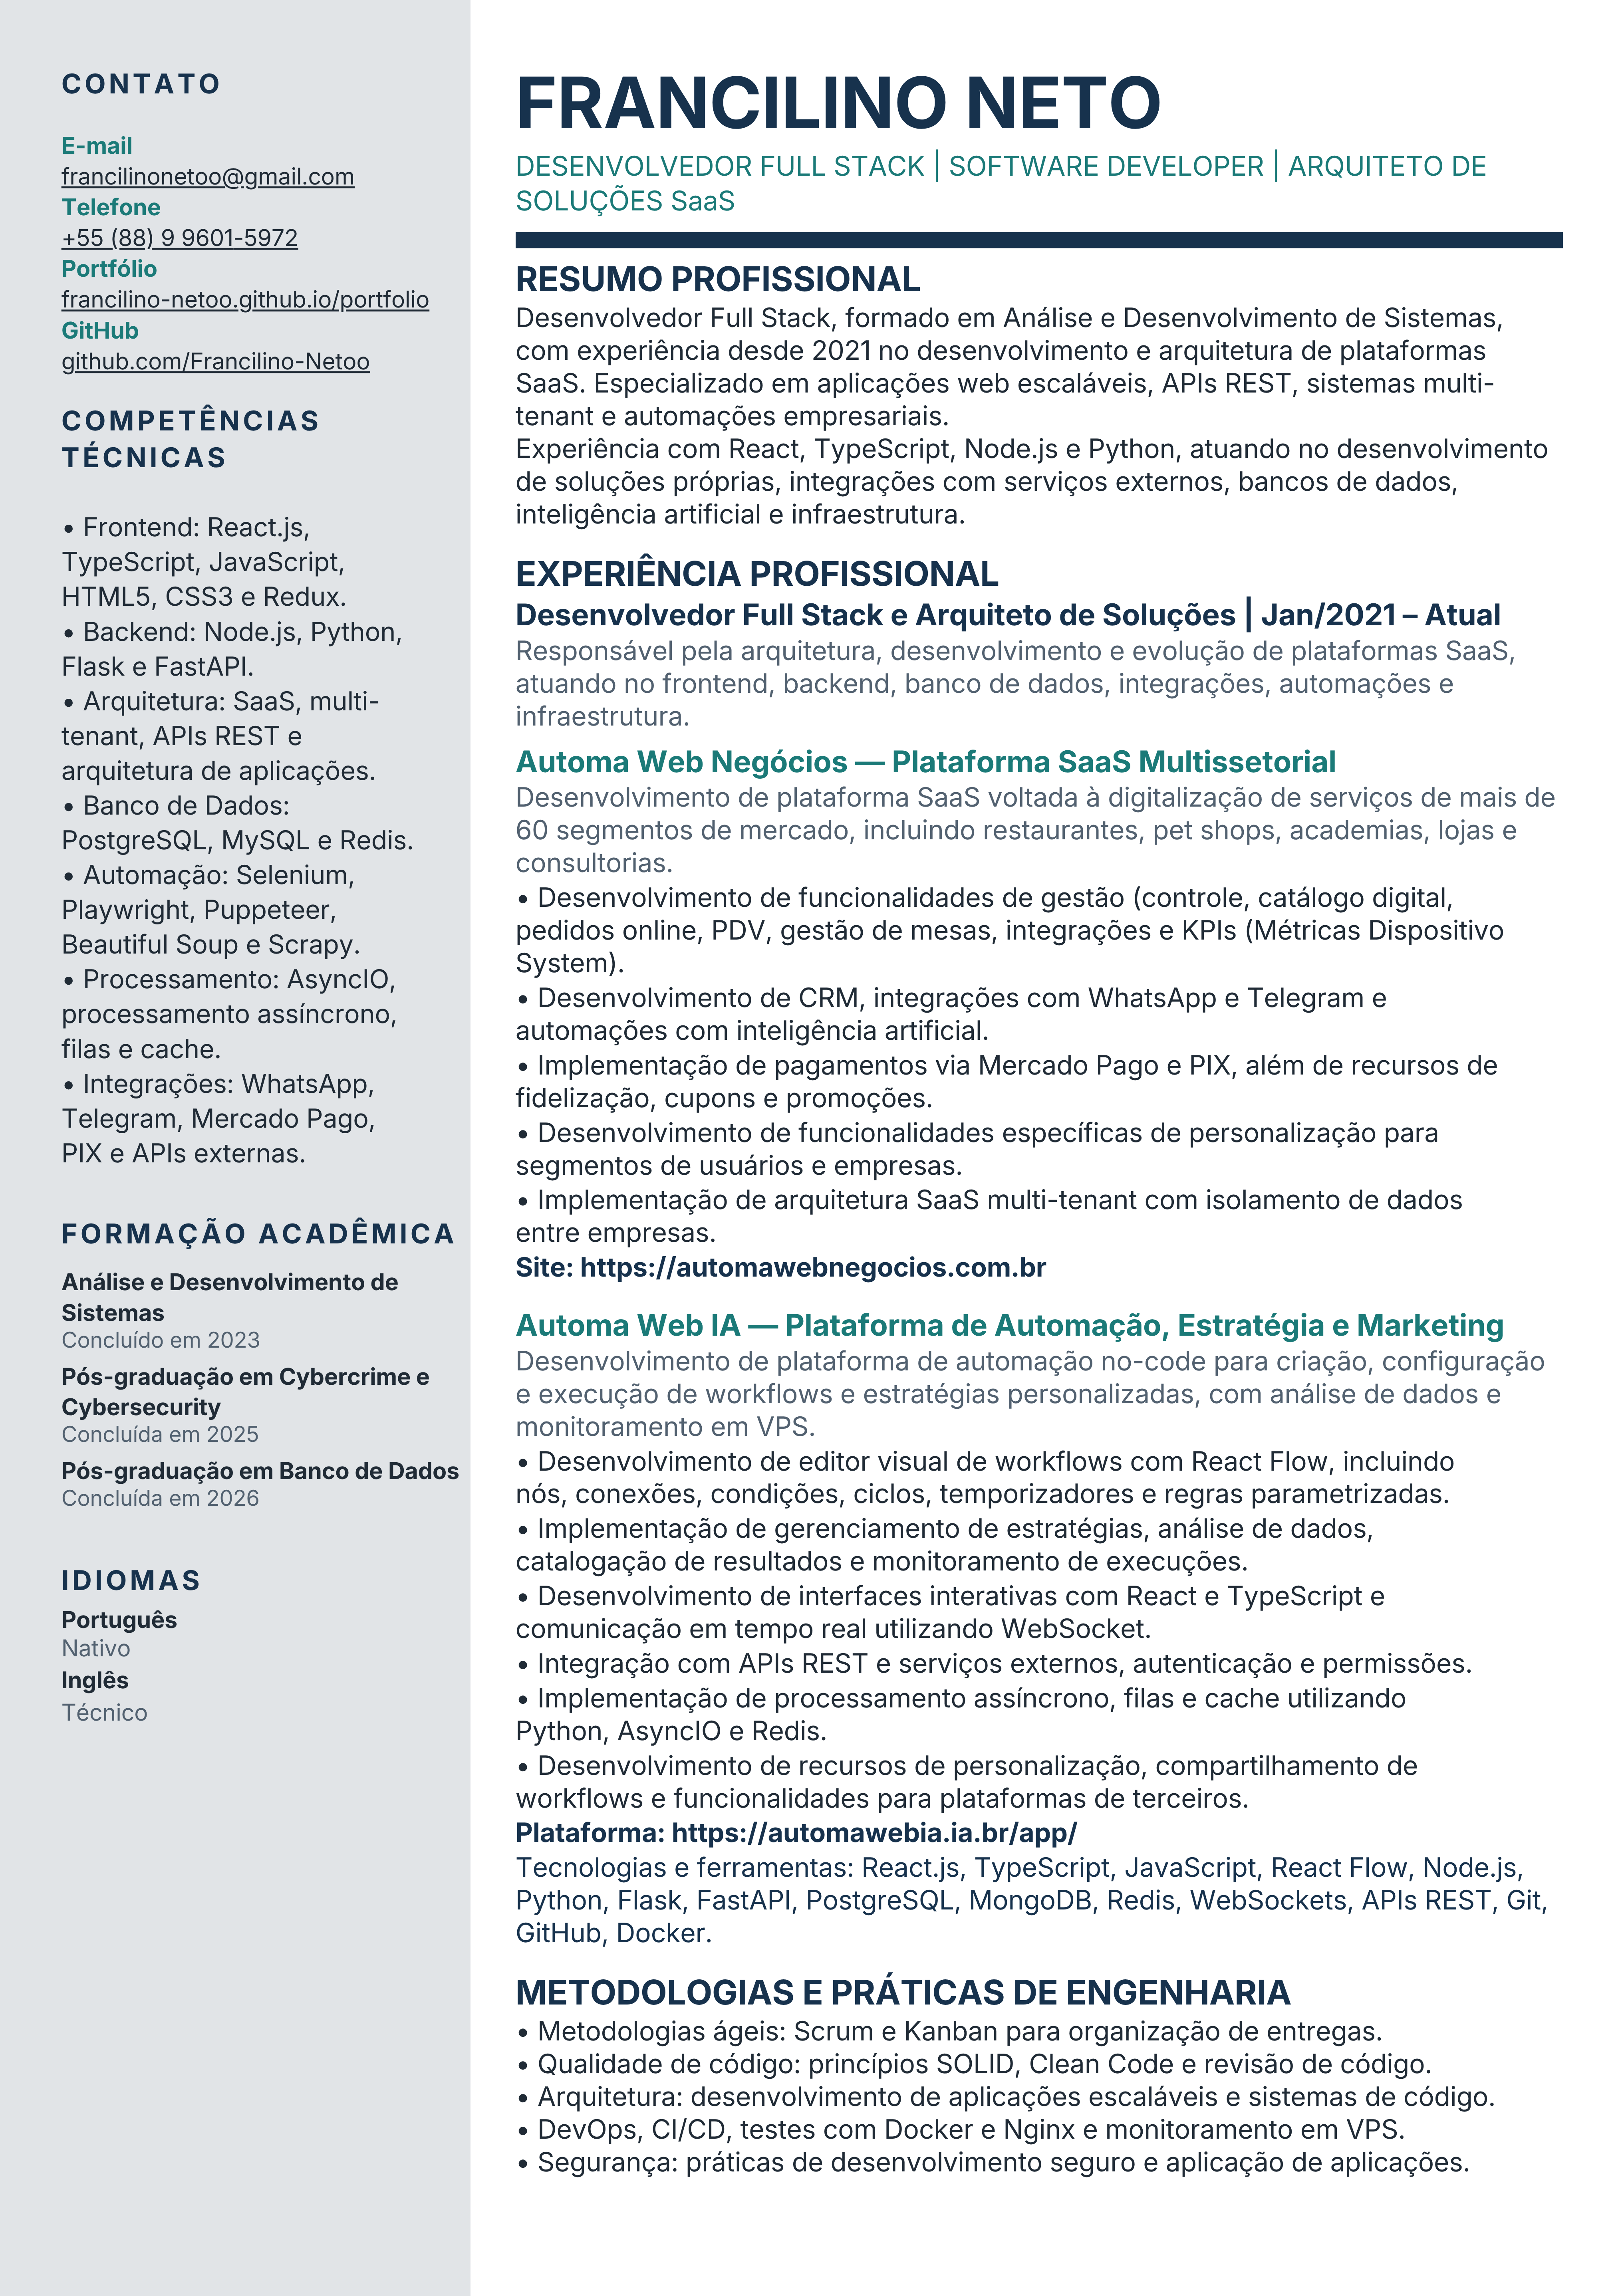 CONTATO
E-mail
francilinonetoo@gmail.com
Telefone
+55 (88) 9 9601-5972
Portfólio
francilino-netoo.github.io/portfolio
GitHub
github.com/Francilino-Netoo
COMPETÊNCIAS
TÉCNICAS
• Frontend: React.js,
TypeScript, JavaScript,
HTML5, CSS3 e Redux.
• Backend: Node.js, Python,
Flask e FastAPI.
• Arquitetura: SaaS, multi-
tenant, APIs REST e
arquitetura de aplicações.
• Banco de Dados:
PostgreSQL, MySQL e Redis.
• Automação: Selenium,
Playwright, Puppeteer,
Beautiful Soup e Scrapy.
• Processamento: AsyncIO,
processamento assíncrono,
filas e cache.
• Integrações: WhatsApp,
Telegram, Mercado Pago,
PIX e APIs externas.
FORMAÇÃO ACADÊMICA
Análise e Desenvolvimento de
Sistemas
Concluído em 2023
Pós-graduação em Cybercrime e
Cybersecurity
Concluída em 2025
Pós-graduação em Banco de Dados
Concluída em 2026
IDIOMAS
Português
Nativo
Inglês
Técnico
FRANCILINO NETO
DESENVOLVEDOR FULL STACK | SOFTWARE DEVELOPER | ARQUITETO DE
SOLUÇÕES SaaS
RESUMO PROFISSIONAL
Desenvolvedor Full Stack, formado em Análise e Desenvolvimento de Sistemas,
com experiência desde 2021 no desenvolvimento e arquitetura de plataformas
SaaS. Especializado em aplicações web escaláveis, APIs REST, sistemas multi-
tenant e automações empresariais.
Experiência com React, TypeScript, Node.js e Python, atuando no desenvolvimento
de soluções próprias, integrações com serviços externos, bancos de dados,
inteligência artificial e infraestrutura.
EXPERIÊNCIA PROFISSIONAL
Desenvolvedor Full Stack e Arquiteto de Soluções | Jan/2021 – Atual
Responsável pela arquitetura, desenvolvimento e evolução de plataformas SaaS,
atuando no frontend, backend, banco de dados, integrações, automações e
infraestrutura.
Automa Web Negócios — Plataforma SaaS Multissetorial
Desenvolvimento de plataforma SaaS voltada à digitalização de serviços de mais de
60 segmentos de mercado, incluindo restaurantes, pet shops, academias, lojas e
consultorias.
• Desenvolvimento de funcionalidades de gestão (controle, catálogo digital,
pedidos online, PDV, gestão de mesas, integrações e KPIs (Métricas Dispositivo
System).
• Desenvolvimento de CRM, integrações com WhatsApp e Telegram e
automações com inteligência artificial.
• Implementação de pagamentos via Mercado Pago e PIX, além de recursos de
fidelização, cupons e promoções.
• Desenvolvimento de funcionalidades específicas de personalização para
segmentos de usuários e empresas.
• Implementação de arquitetura SaaS multi-tenant com isolamento de dados
entre empresas.
Site: https://automawebnegocios.com.br
Automa Web IA — Plataforma de Automação, Estratégia e Marketing
Desenvolvimento de plataforma de automação no-code para criação, configuração
e execução de workflows e estratégias personalizadas, com análise de dados e
monitoramento em VPS.
• Desenvolvimento de editor visual de workflows com React Flow, incluindo
nós, conexões, condições, ciclos, temporizadores e regras parametrizadas.
• Implementação de gerenciamento de estratégias, análise de dados,
catalogação de resultados e monitoramento de execuções.
• Desenvolvimento de interfaces interativas com React e TypeScript e
comunicação em tempo real utilizando WebSocket.
• Integração com APIs REST e serviços externos, autenticação e permissões.
• Implementação de processamento assíncrono, filas e cache utilizando
Python, AsyncIO e Redis.
• Desenvolvimento de recursos de personalização, compartilhamento de
workflows e funcionalidades para plataformas de terceiros.
Plataforma: https://automawebia.ia.br/app/
Tecnologias e ferramentas: React.js, TypeScript, JavaScript, React Flow, Node.js,
Python, Flask, FastAPI, PostgreSQL, MongoDB, Redis, WebSockets, APIs REST, Git,
GitHub, Docker.
METODOLOGIAS E PRÁTICAS DE ENGENHARIA
• Metodologias ágeis: Scrum e Kanban para organização de entregas.
• Qualidade de código: princípios SOLID, Clean Code e revisão de código.
• Arquitetura: desenvolvimento de aplicações escaláveis e sistemas de código.
• DevOps, CI/CD, testes com Docker e Nginx e monitoramento em VPS.
• Segurança: práticas de desenvolvimento seguro e aplicação de aplicações.